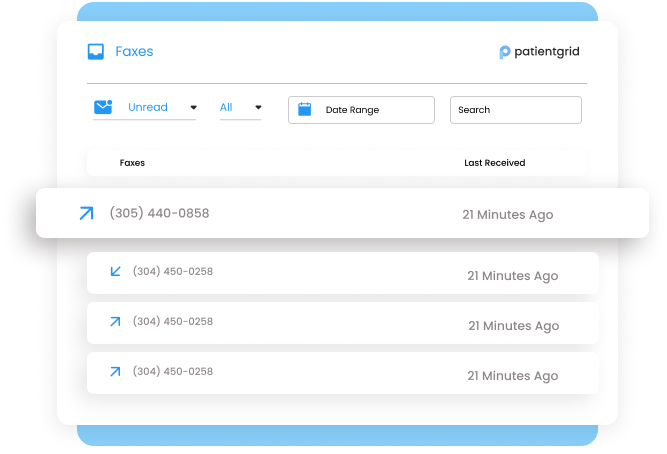 Faxes
patientgrid
Unread
All
Date Range
Search
Faxes
Last Received
(305) 440-0858
21 Minutes Ago
(304) 450-0258
21 Minutes Ago
(304) 450-0258
21 Minutes Ago
(304) 450-0258
21 Minutes Ago